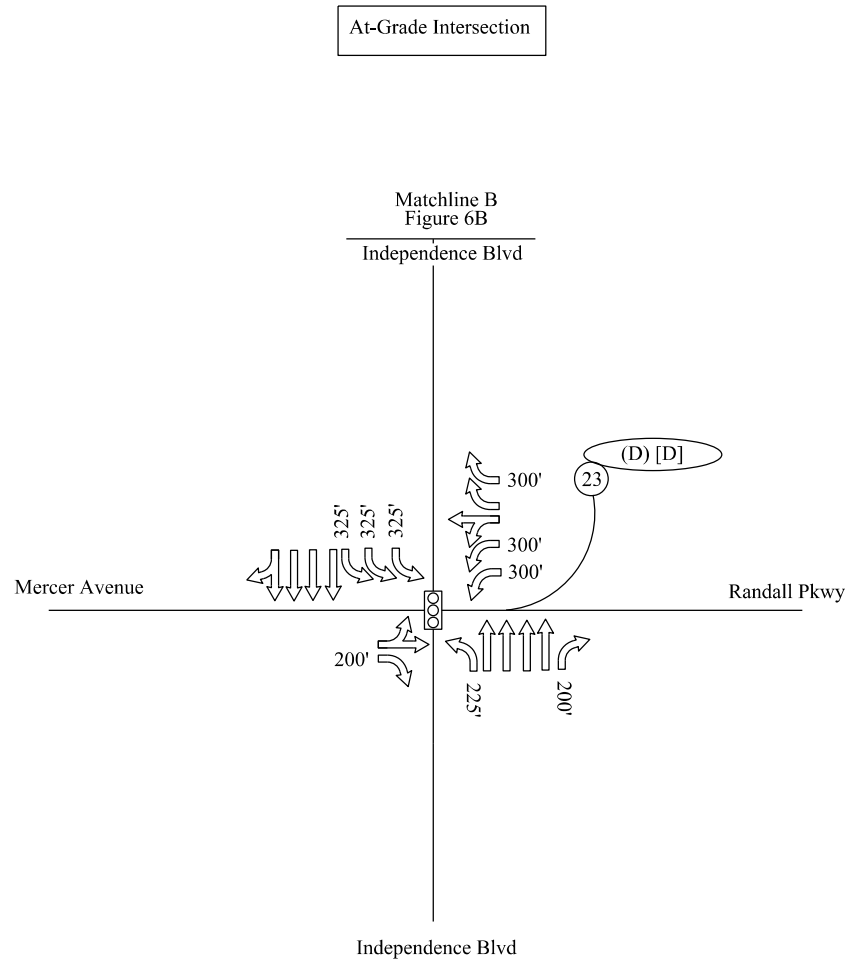 At-Grade Intersection
Matchline B
Figure 6B
Independence Blvd
(D) [D]
23
300'
300'
300'
325'
325'
325'
Mercer Avenue
Randall Pkwy
200'
225'
200'
Independence Blvd